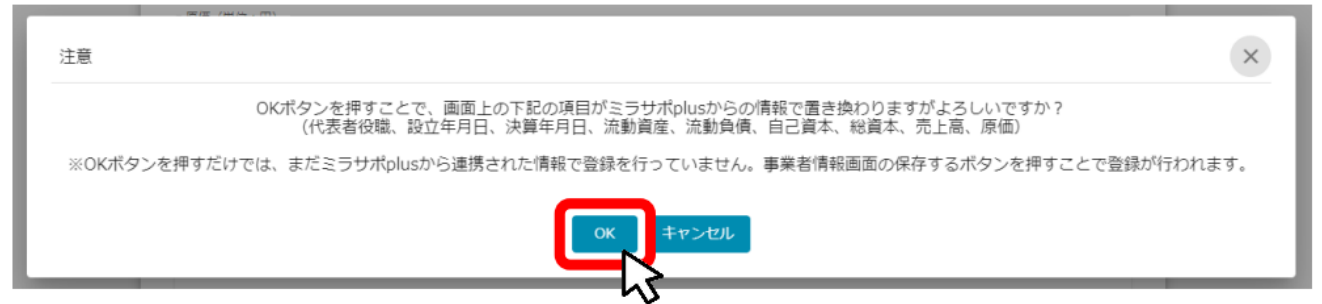 注意
OKボタンを押すことで、画面上の下記の項目がミラサポplusからの情報で置き換わりますがよろしいですか？
(代表者役職、設立年月日、決算年月日、流動資産、流動負債、自己資本、総資本、売上高、原価)
※OKボタンを押すだけでは、まだミラサポplusから連携された情報で登録を行っていません。事業者情報画面の保存するボタンを押すことで登録が行われます。
OK キャンセル